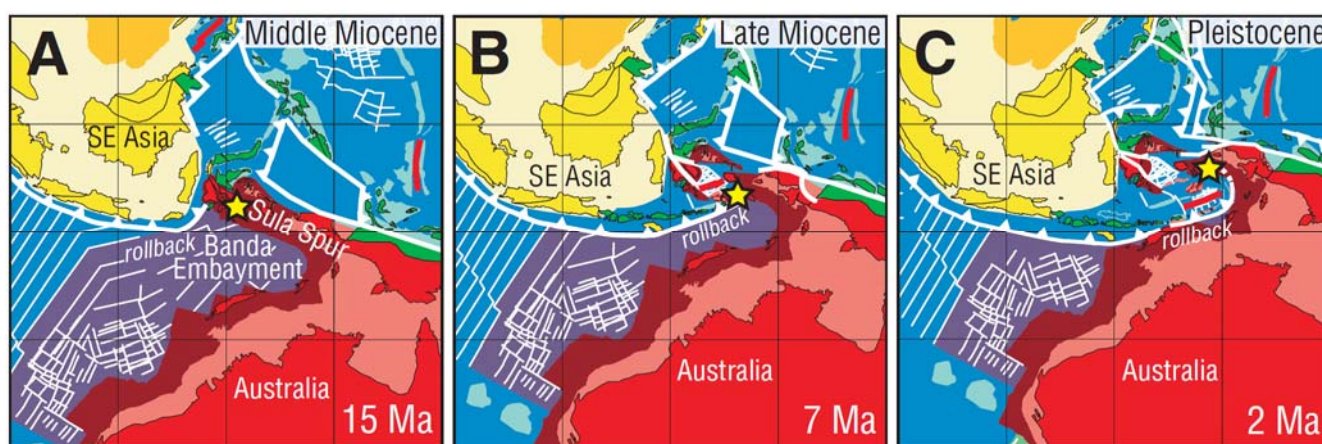 A
Middle Miocene
SE Asia
Sula Spur
rollback
Banda
Embayment
Australia
15 Ma
B
Late Miocene
SE Asia
rollback
Australia
7 Ma
C
Pleistocene
SE Asia
rollback
Australia
2 Ma